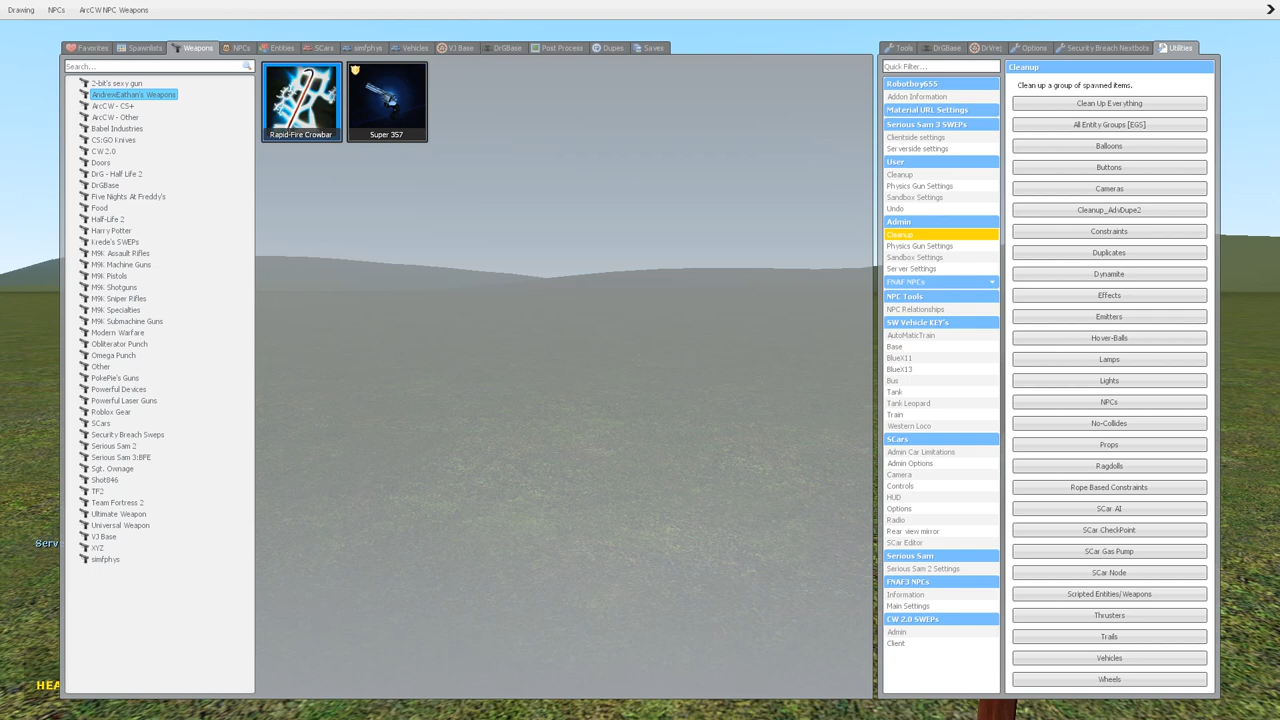 Drawing NPCs ArcCW NPC Weapons
Favorites Spawnlists Weapons NPCs Entities SCars simfphys Vehicles VJ Base DrGBase Post Process Dupes Saves
Search...
2-bit's sexy gun
AndrewEathan's Weapons
ArcCW - CS+
ArcCW - Other
Babel Industries
CS:GO Knives
CW 2.0
Doors
DrG - Half Life 2
DrGBase
Five Nights At Freddy's
Food
Half-Life 2
Harry Potter
Krede's SWEPs
M9K Assault Rifles
M9K Machine Guns
M9K Pistols
M9K Shotguns
M9K Sniper Rifles
M9K Specialties
M9K Submachine Guns
Modern Warfare
Obliterator Punch
Omega Punch
Other
PokePie's Guns
Powerful Devices
Powerful Laser Guns
Roblox Gear
SCars
Security Breach Sweps
Serious Sam 2
Serious Sam 3:BFE
Sgt. Ownage
Shot846
TF2
Team Fortress 2
Ultimate Weapon
Universal Weapon
VJ Base
XYZ
simfphys
Rapid-Fire Crowbar
Super 357
Serv
HEA
Tools DrGBase DrVrej Options Security Breach Nextbots Utilities
Quick Filter...
Robotboy655
Addon Information
Material URL Settings
Serious Sam 3 SWEPs
Clientside settings
Serverside settings
User
Cleanup
Physics Gun Settings
Sandbox Settings
Undo
Admin
Cleanup
Physics Gun Settings
Sandbox Settings
Server Settings
FNAF NPCs
NPC Tools
NPC Relationships
SW Vehicle KEY's
AutoMaticTrain
Base
BlueX11
BlueX13
Bus
Tank
Tank Leopard
Train
Western Loco
SCars
Admin Car Limitations
Admin Options
Camera
Controls
HUD
Options
Radio
Rear view mirror
SCar Editor
Serious Sam
Serious Sam 2 Settings
FNAF3 NPCs
Information
Main Settings
CW 2.0 SWEPs
Admin
Client
Cleanup
Clean up a group of spawned items.
Clean Up Everything
All Entity Groups [EGS]
Balloons
Buttons
Cameras
Cleanup_AdvDupe2
Constraints
Duplicates
Dynamite
Effects
Emitters
Hover-Balls
Lamps
Lights
NPCs
No-Collides
Props
Ragdolls
Rope Based Constraints
SCar AI
SCar CheckPoint
SCar Gas Pump
SCar Node
Scripted Entities/Weapons
Thrusters
Trails
Vehicles
Wheels